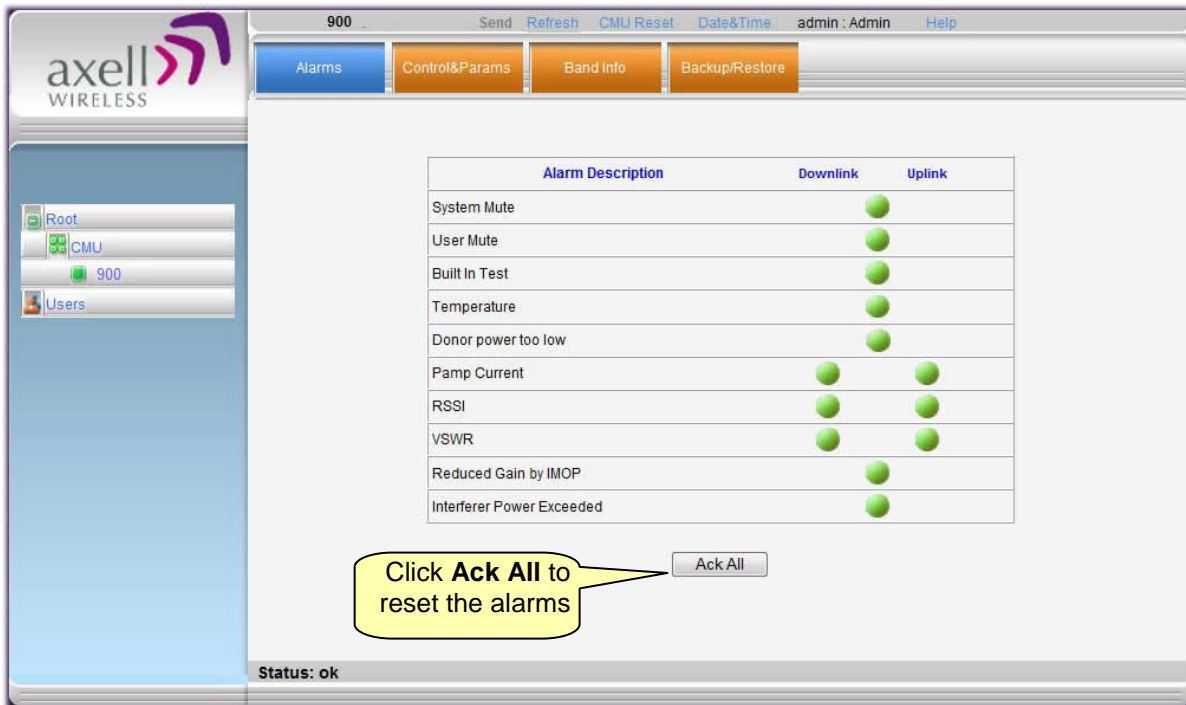 axell
WIRELESS
900 . Send Refresh CMU Reset Date&Time admin : Admin Help
Alarms Control&Params Band Info Backup/Restore
Root
CMU
900
Users
Alarm Description Downlink Uplink
System Mute
User Mute
Built In Test
Temperature
Donor power too low
Pamp Current
RSSI
VSWR
Reduced Gain by IMOP
Interferer Power Exceeded
Ack All
Click Ack All to
reset the alarms
Status: ok